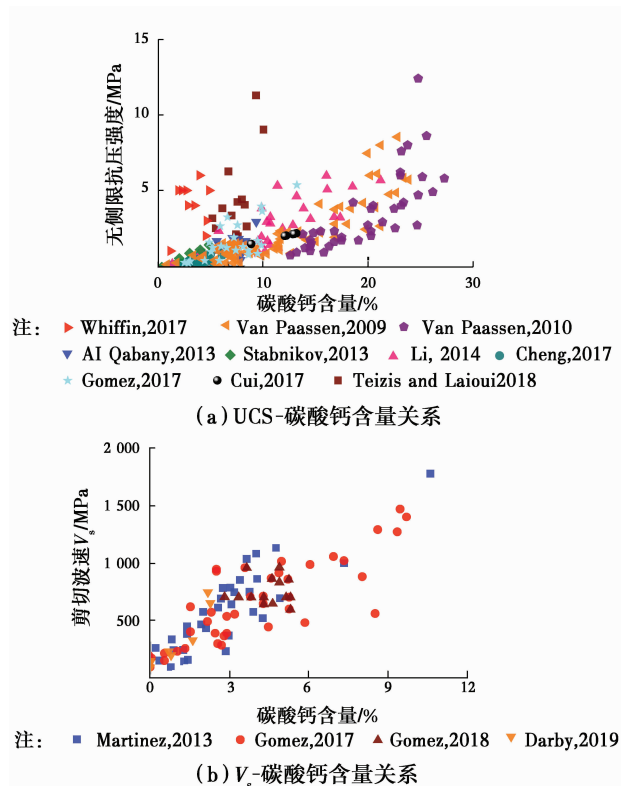 15
10
5
无侧限抗压强度/MPa
0 10 20 30
碳酸钙含量/%
注: Whiffin,2017 Van Paassen,2009 Van Paassen,2010
AI Qabany,2013 Stabnikov,2013 Li, 2014 Cheng,2017
Gomez,2017 Cui,2017 Teizis and Laioui2018
(a)UCS-碳酸钙含量关系
2 000
1 500
1 000
500
剪切波速Vs/MPa
0 3 6 9 12
碳酸钙含量/%
注: Martinez,2013 Gomez,2017 Gomez,2018 Darby,2019
(b)Vs-碳酸钙含量关系